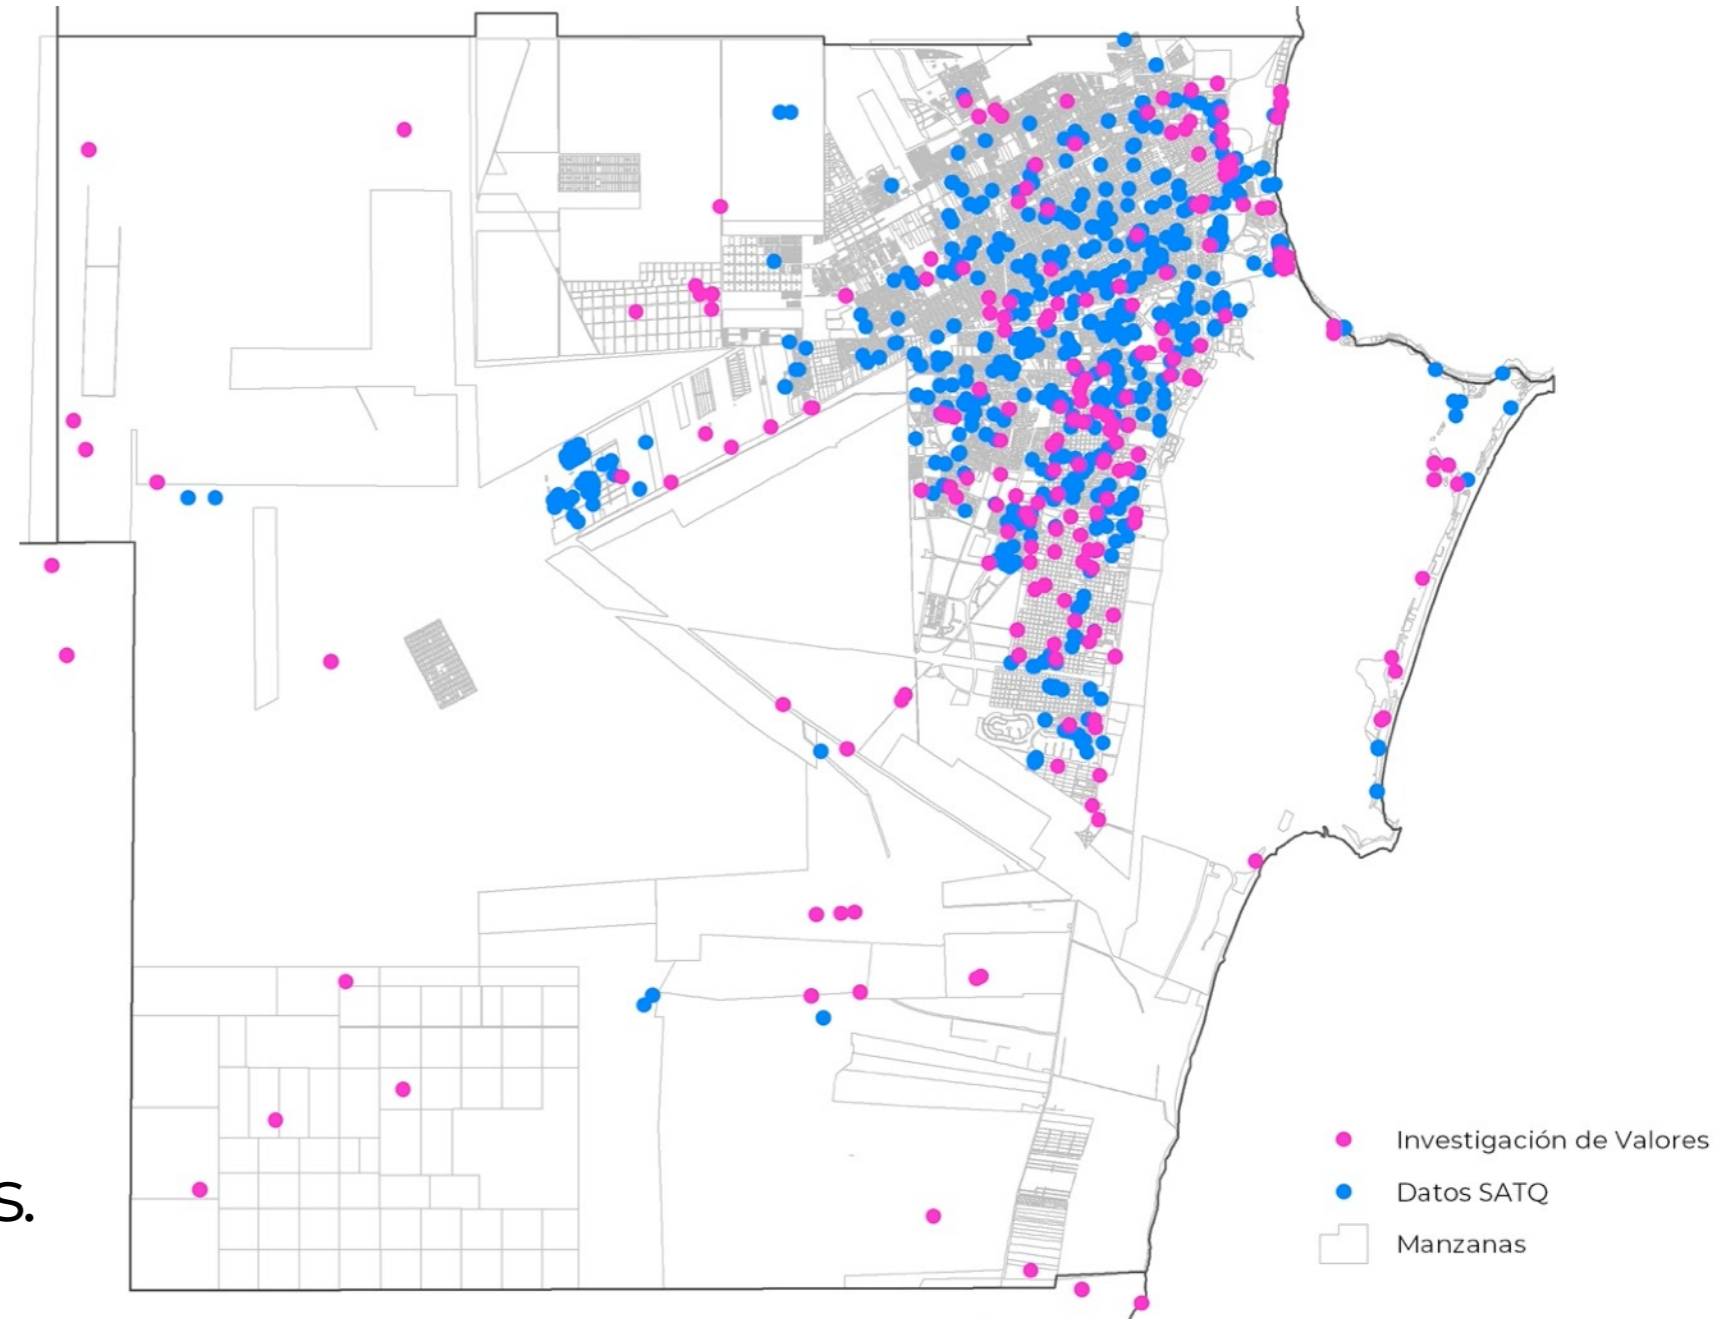 s.
Investigación de Valores
Datos SATQ
Manzanas